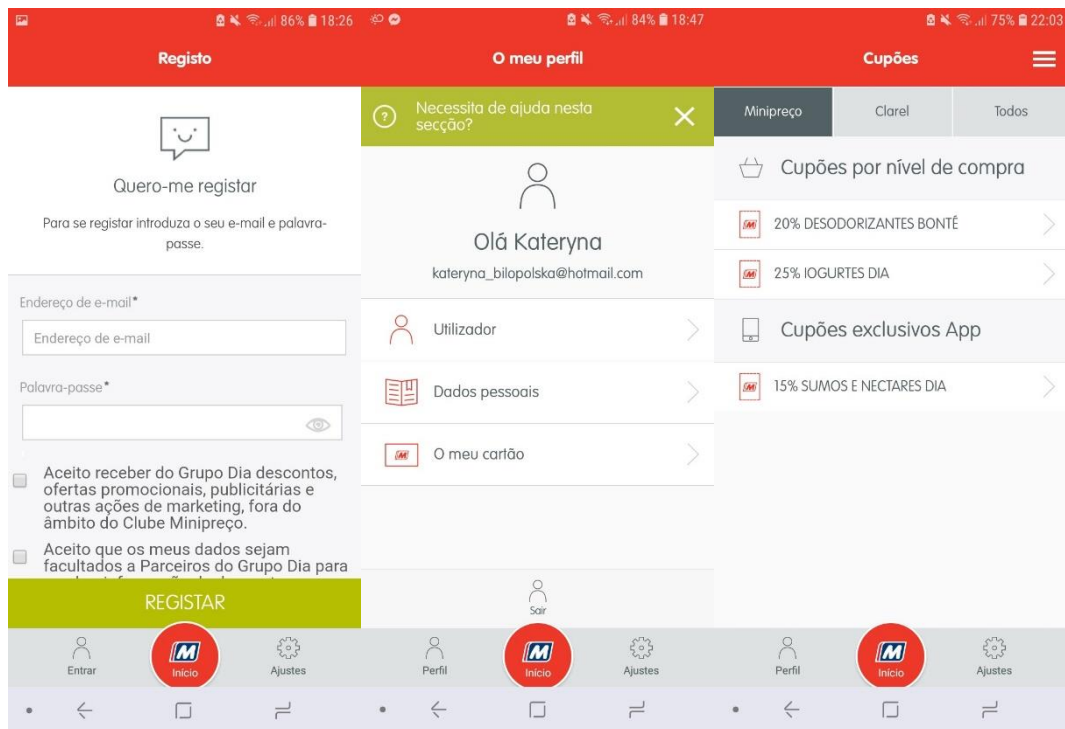 86% 18:26
Registo
Quero-me registar
Para se registar introduza o seu e-mail e palavra-
passe.
Endereço de e-mail*
Endereço de e-mail
Palavra-passe*
Aceito receber do Grupo Dia descontos,
ofertas promocionais, publicitárias e
outras ações de marketing, fora do
âmbito do Clube Minipreço.
Aceito que os meus dados sejam
facultados a Parceiros do Grupo Dia para
REGISTAR
Entrar
M
Início
Ajustes
84% 18:47
O meu perfil
?
Necessita de ajuda nesta
secção?
Olá Kateryna
kateryna_bilopolska@hotmail.com
Utilizador
Dados pessoais
M
O meu cartão
Sair
Perfil
M
Início
Ajustes
75% 22:03
Cupões
Minipreço
Clarel
Todos
Cupões por nível de compra
M
20% DESODORIZANTES BONTÉ
M
25% IOGURTES DIA
Cupões exclusivos App
M
15% SUMOS E NECTARES DIA
Perfil
M
Início
Ajustes